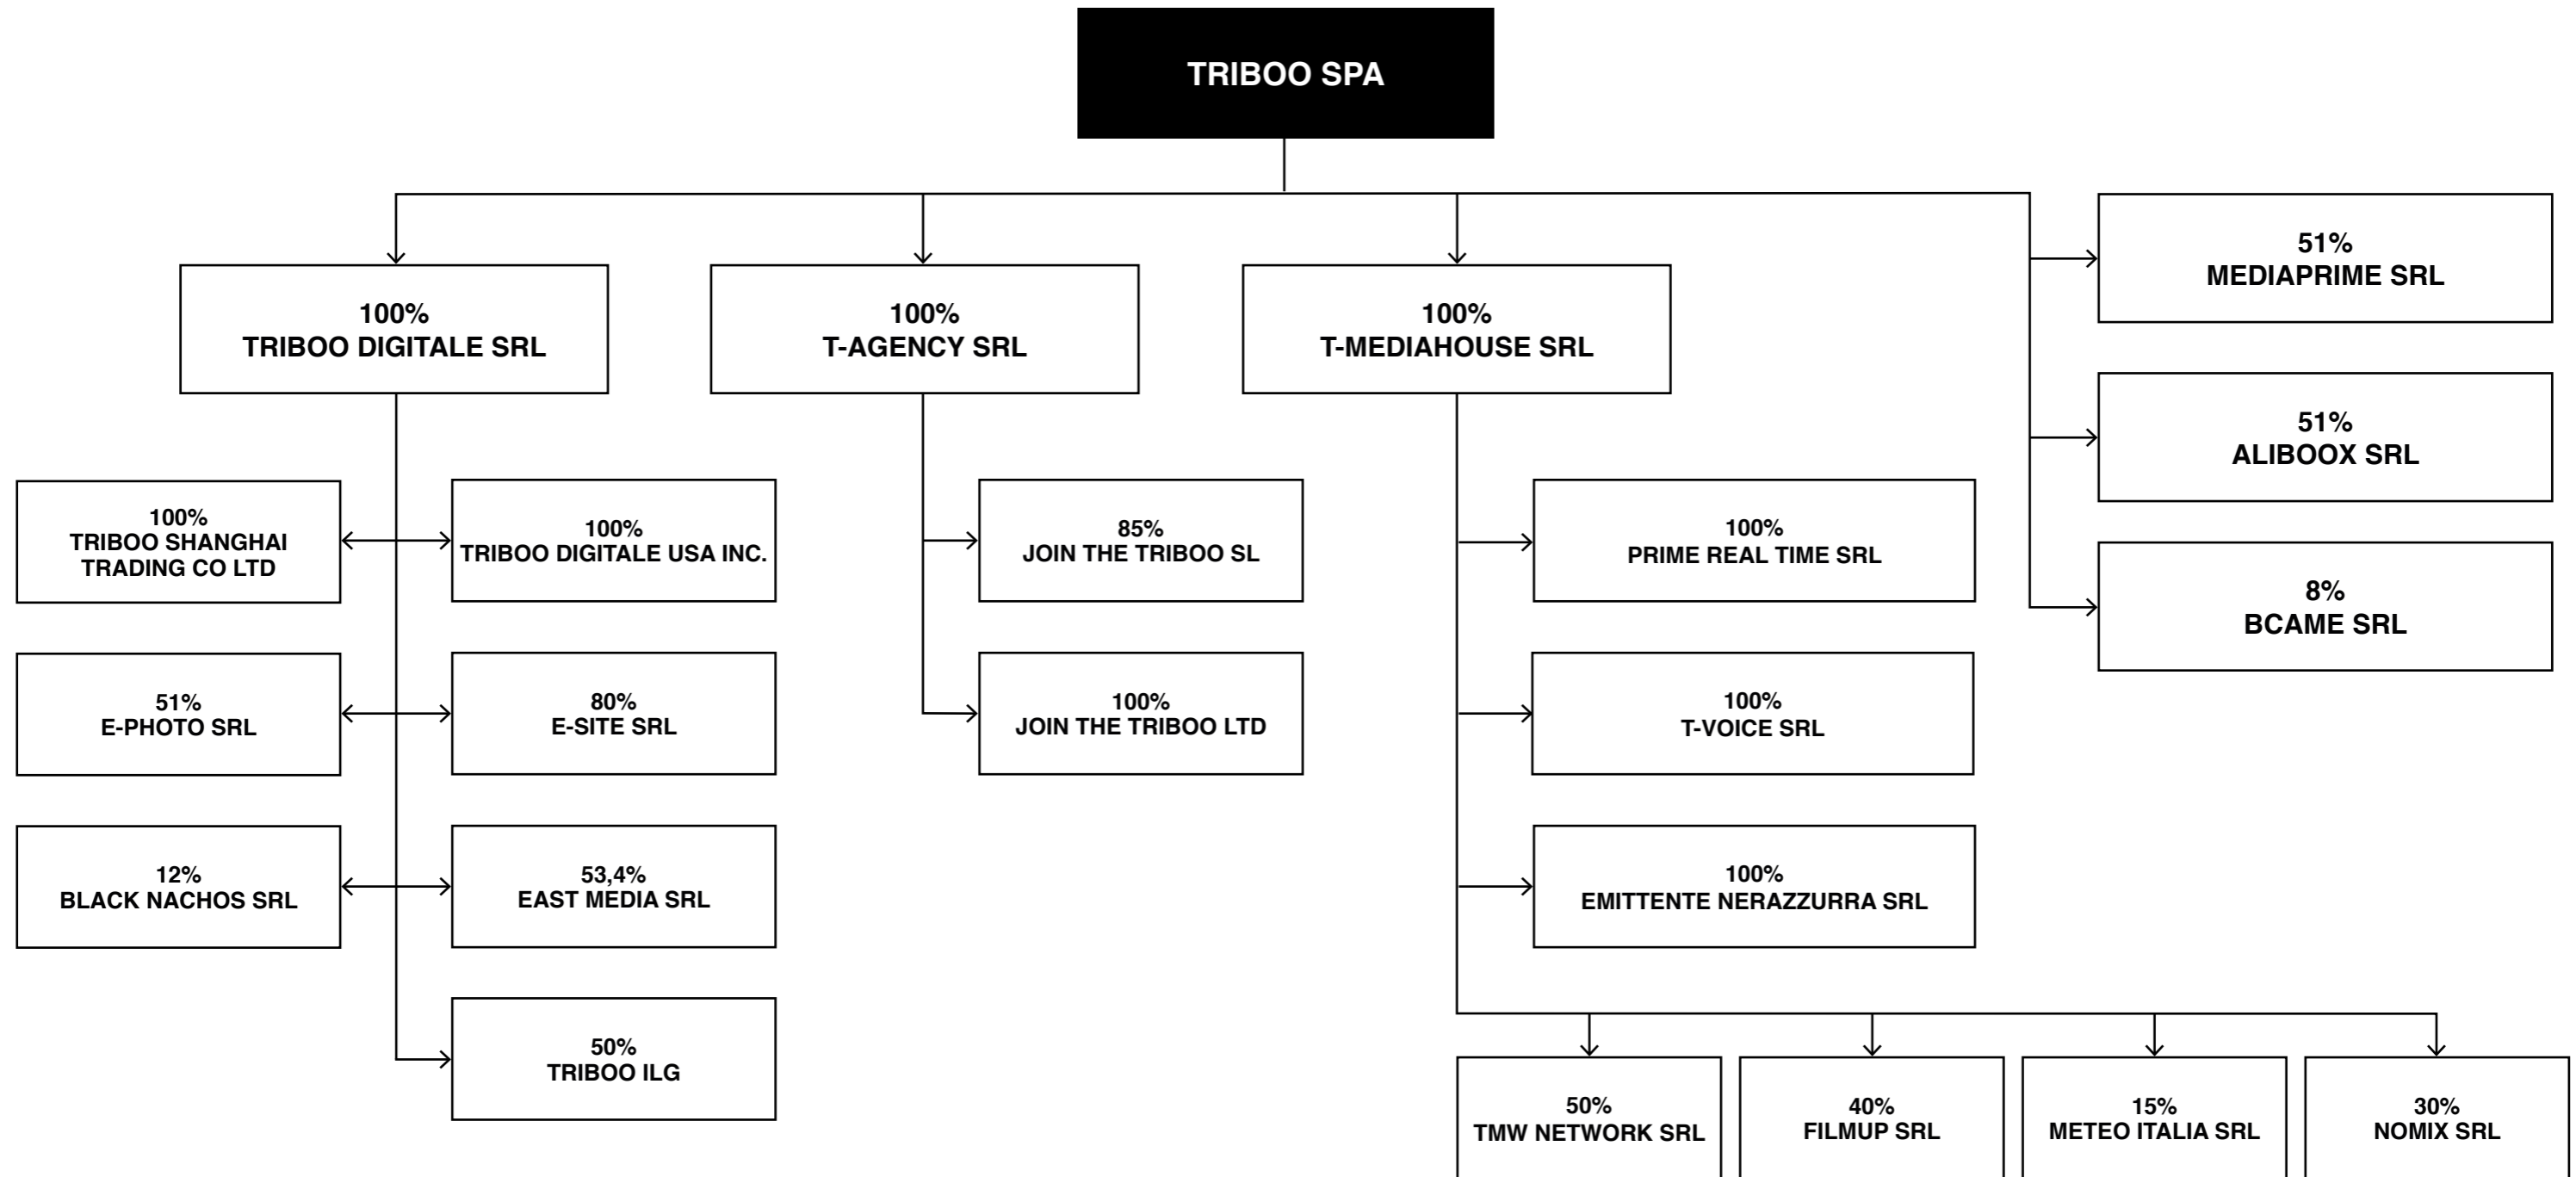 TRIBOO SPA
100%
TRIBOO DIGITALE SRL
100%
T-AGENCY SRL
100%
T-MEDIAHOUSE SRL
51%
MEDIAPRIME SRL
51%
ALIBOOX SRL
8%
BCAME SRL
100%
TRIBOO SHANGHAI
TRADING CO LTD
100%
TRIBOO DIGITALE USA INC.
51%
E-PHOTO SRL
80%
E-SITE SRL
12%
BLACK NACHOS SRL
53,4%
EAST MEDIA SRL
50%
TRIBOO ILG
85%
JOIN THE TRIBOO SL
100%
JOIN THE TRIBOO LTD
100%
PRIME REAL TIME SRL
100%
T-VOICE SRL
100%
EMITTENTE NERAZZURRA SRL
50%
TMW NETWORK SRL
40%
FILMUP SRL
15%
METEO ITALIA SRL
30%
NOMIX SRL